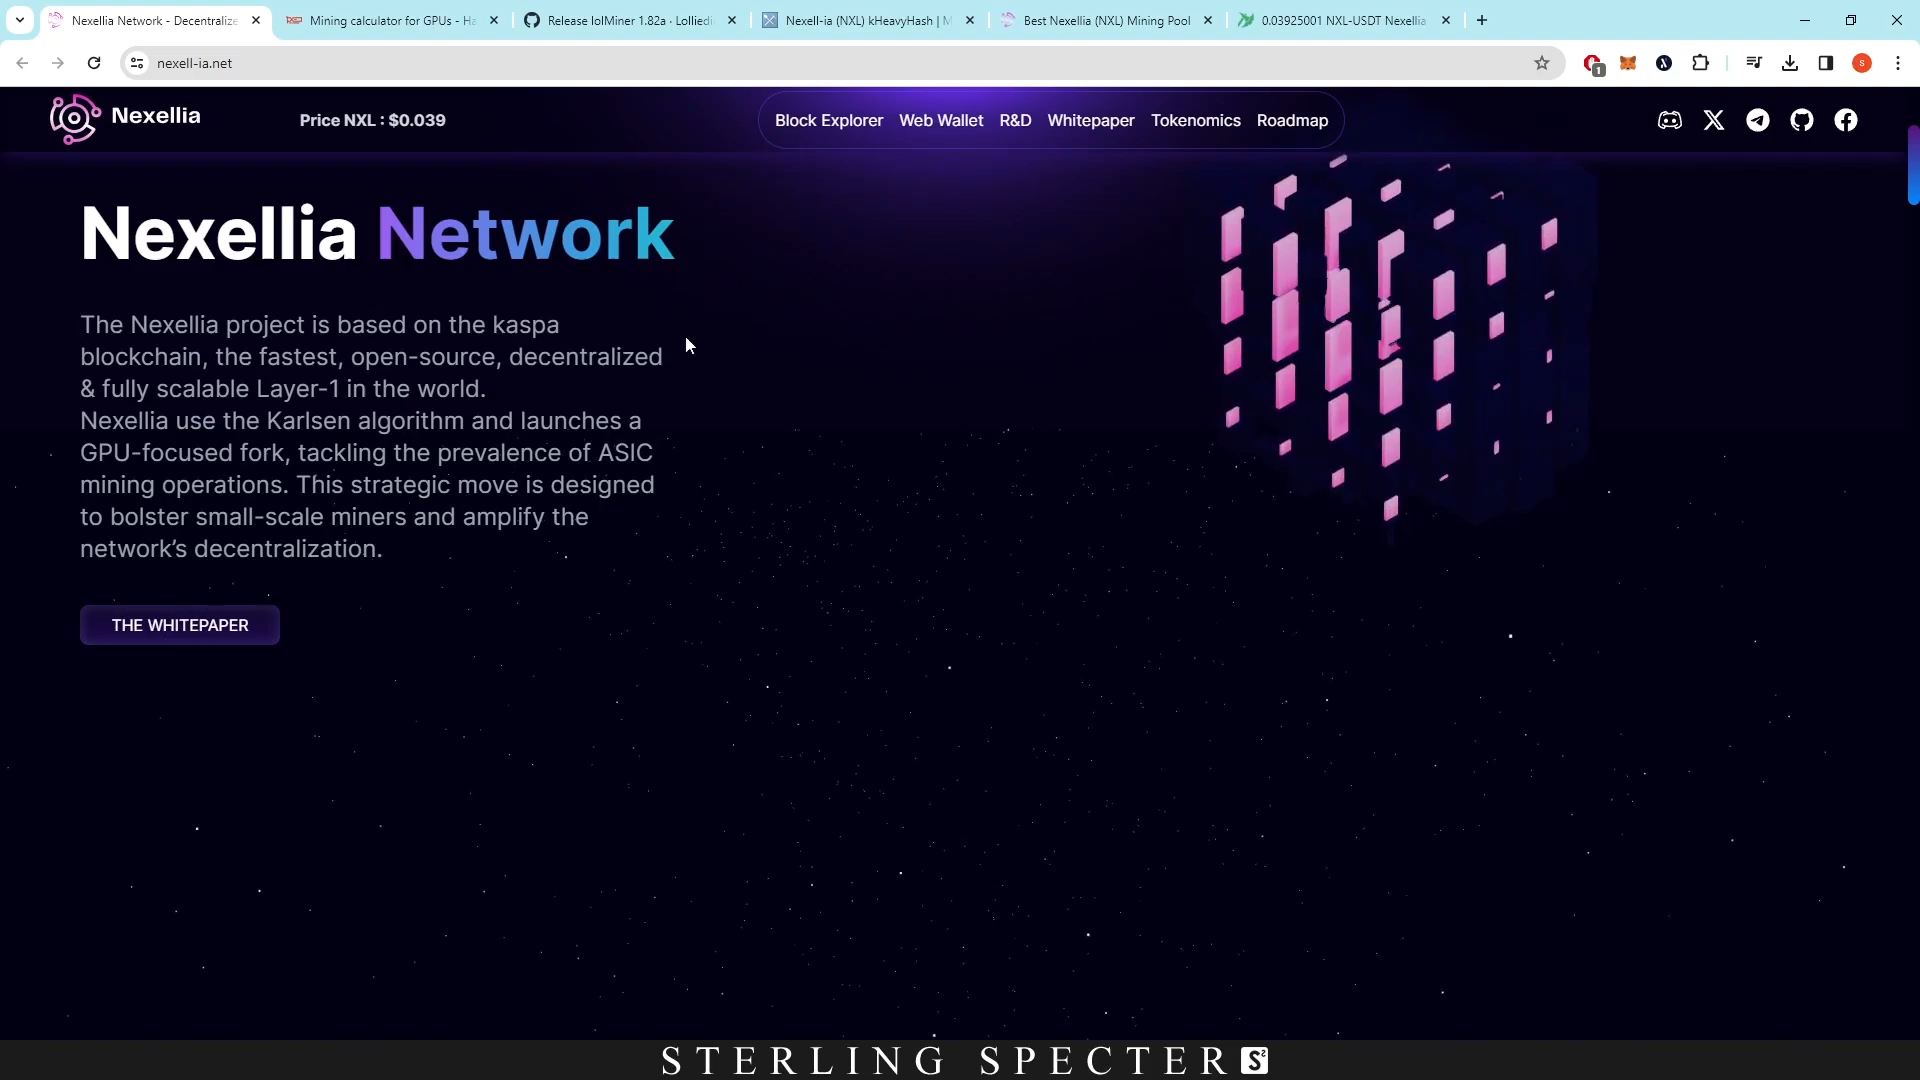 Nexellia Network - Decentralize
Mining calculator for GPUs - Ha
Release lolMiner 1.82a · Lolliedi
Nexell-ia (NXL) kHeavyHash | M
Best Nexellia (NXL) Mining Pool
0.03925001 NXL-USDT Nexellia
nexell-ia.net
1
S
Nexellia
Price NXL : $0.039
Block Explorer
Web Wallet
R&D
Whitepaper
Tokenomics
Roadmap
Nexellia Network
The Nexellia project is based on the kaspa
blockchain, the fastest, open-source, decentralized
& fully scalable Layer-1 in the world.
Nexellia use the Karlsen algorithm and launches a
GPU-focused fork, tackling the prevalence of ASIC
mining operations. This strategic move is designed
to bolster small-scale miners and amplify the
network’s decentralization.
THE WHITEPAPER
STERLING SPECTER